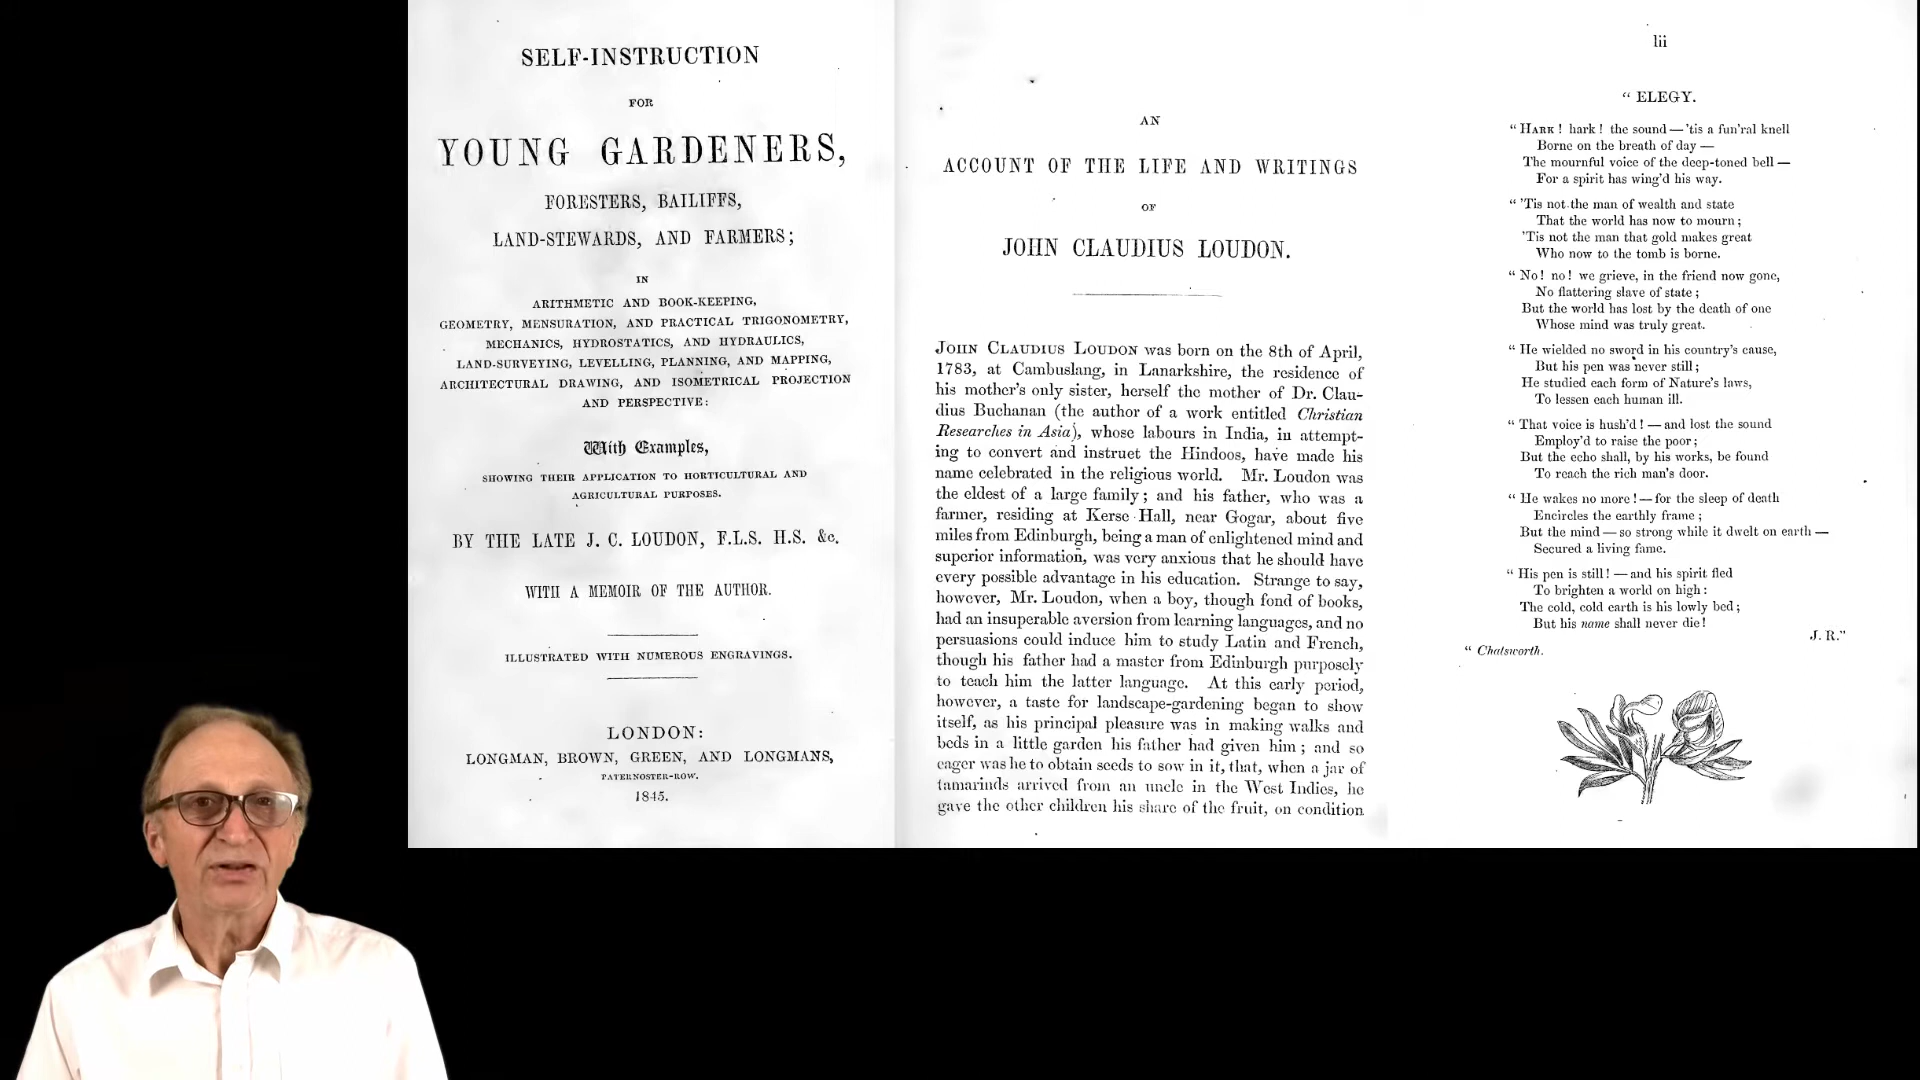 SELF-INSTRUCTION
FOR
YOUNG GARDENERS,
FORESTERS, BAILIFFS,
LAND-STEWARDS, AND FARMERS;
IN
ARITHMETIC AND BOOK-KEEPING,
GEOMETRY, MENSURATION, AND PRACTICAL TRIGONOMETRY,
MECHANICS, HYDROSTATICS, AND HYDRAULICS,
LAND-SURVEYING, LEVELLING, PLANNING, AND MAPPING,
ARCHITECTURAL DRAWING, AND ISOMETRICAL PROJECTION
AND PERSPECTIVE:
With Examples,
SHOWING THEIR APPLICATION TO HORTICULTURAL AND
AGRICULTURAL PURPOSES.
BY THE LATE J. C. LOUDON, F.L.S. H.S. &c.
WITH A MEMOIR OF THE AUTHOR.
ILLUSTRATED WITH NUMEROUS ENGRAVINGS.
LONDON:
LONGMAN, BROWN, GREEN, AND LONGMANS,
PATERNOSTER-ROW.
1845.
AN
ACCOUNT OF THE LIFE AND WRITINGS
OF
JOHN CLAUDIUS LOUDON.
JOHN CLAUDIUS LOUDON was born on the 8th of April,
1783, at Cambuslang, in Lanarkshire, the residence of
his mother's only sister, herself the mother of Dr. Clau-
dius Buchanan (the author of a work entitled Christian
Researches in Asia), whose labours in India, in attempt-
ing to convert and instruct the Hindoos, have made his
name celebrated in the religious world. Mr. Loudon was
the eldest of a large family; and his father, who was a
farmer, residing at Kerse Hall, near Gogar, about five
miles from Edinburgh, being a man of enlightened mind and
superior information, was very anxious that he should have
every possible advantage in his education. Strange to say,
however, Mr. Loudon, when a boy, though fond of books,
had an insuperable aversion from learning languages, and no
persuasions could induce him to study Latin and French,
though his father had a master from Edinburgh purposely
to teach him the latter language. At this early period,
however, a taste for landscape-gardening began to show
itself, as his principal pleasure was in making walks and
beds in a little garden his father had given him; and so
eager was he to obtain seeds to sow in it, that, when a jar of
tamarinds arrived from an uncle in the West Indies, he
gave the other children his share of the fruit, on condition
lii
" ELEGY.
" HARK! hark! the sound — 'tis a fun'ral knell
Borne on the breath of day —
The mournful voice of the deep-toned bell —
For a spirit has wing'd his way.
" 'Tis not the man of wealth and state
That the world has now to mourn;
'Tis not the man that gold makes great
Who now to the tomb is borne.
" No! no! we grieve, in the friend now gone,
No flattering slave of state;
But the world has lost by the death of one
Whose mind was truly great.
" He wielded no sword in his country's cause,
But his pen was never still;
He studied each form of Nature's laws,
To lessen each human ill.
" That voice is hush'd! — and lost the sound
Employ'd to raise the poor;
But the echo shall, by his works, be found
To reach the rich man's door.
" He wakes no more! — for the sleep of death
Encircles the earthly frame;
But the mind — so strong while it dwelt on earth —
Secured a living fame.
" His pen is still! — and his spirit fled
To brighten a world on high:
The cold, cold earth is his lowly bed;
But his name shall never die!
J. R."
" Chatsworth.